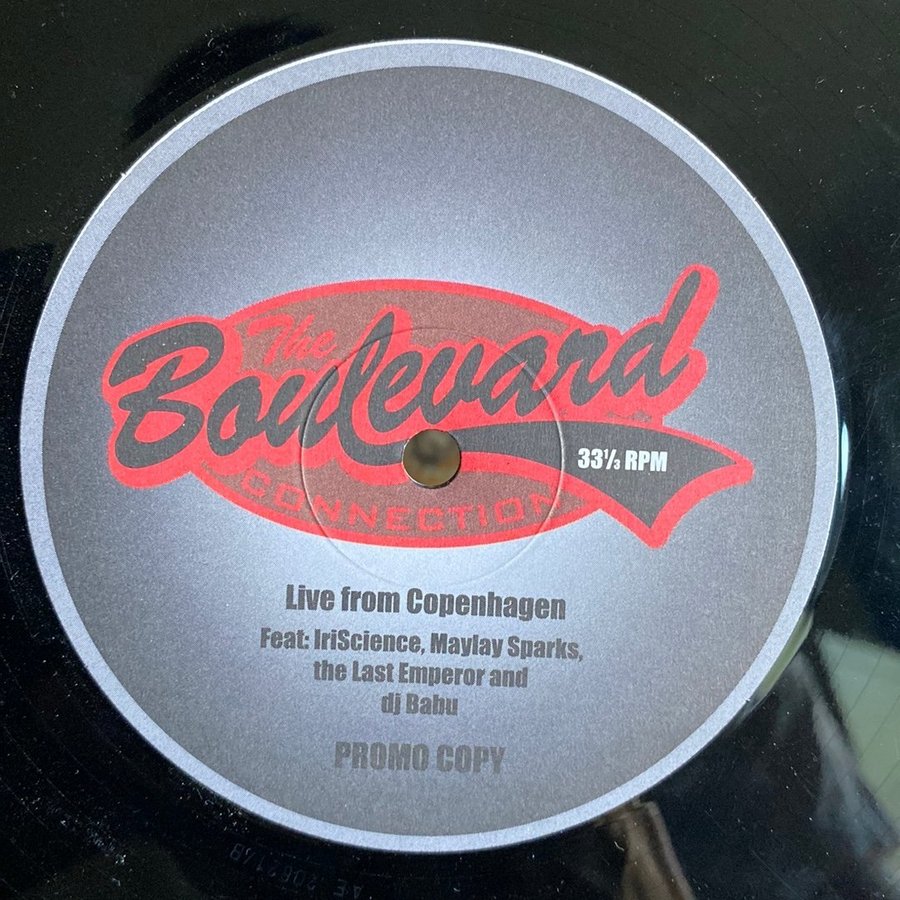 The
Boulevard
CONNECTION
33⅓ RPM
Live from Copenhagen
Feat: IriScience, Maylay Sparks,
the Last Emperor and
dj Babu
PROMO COPY